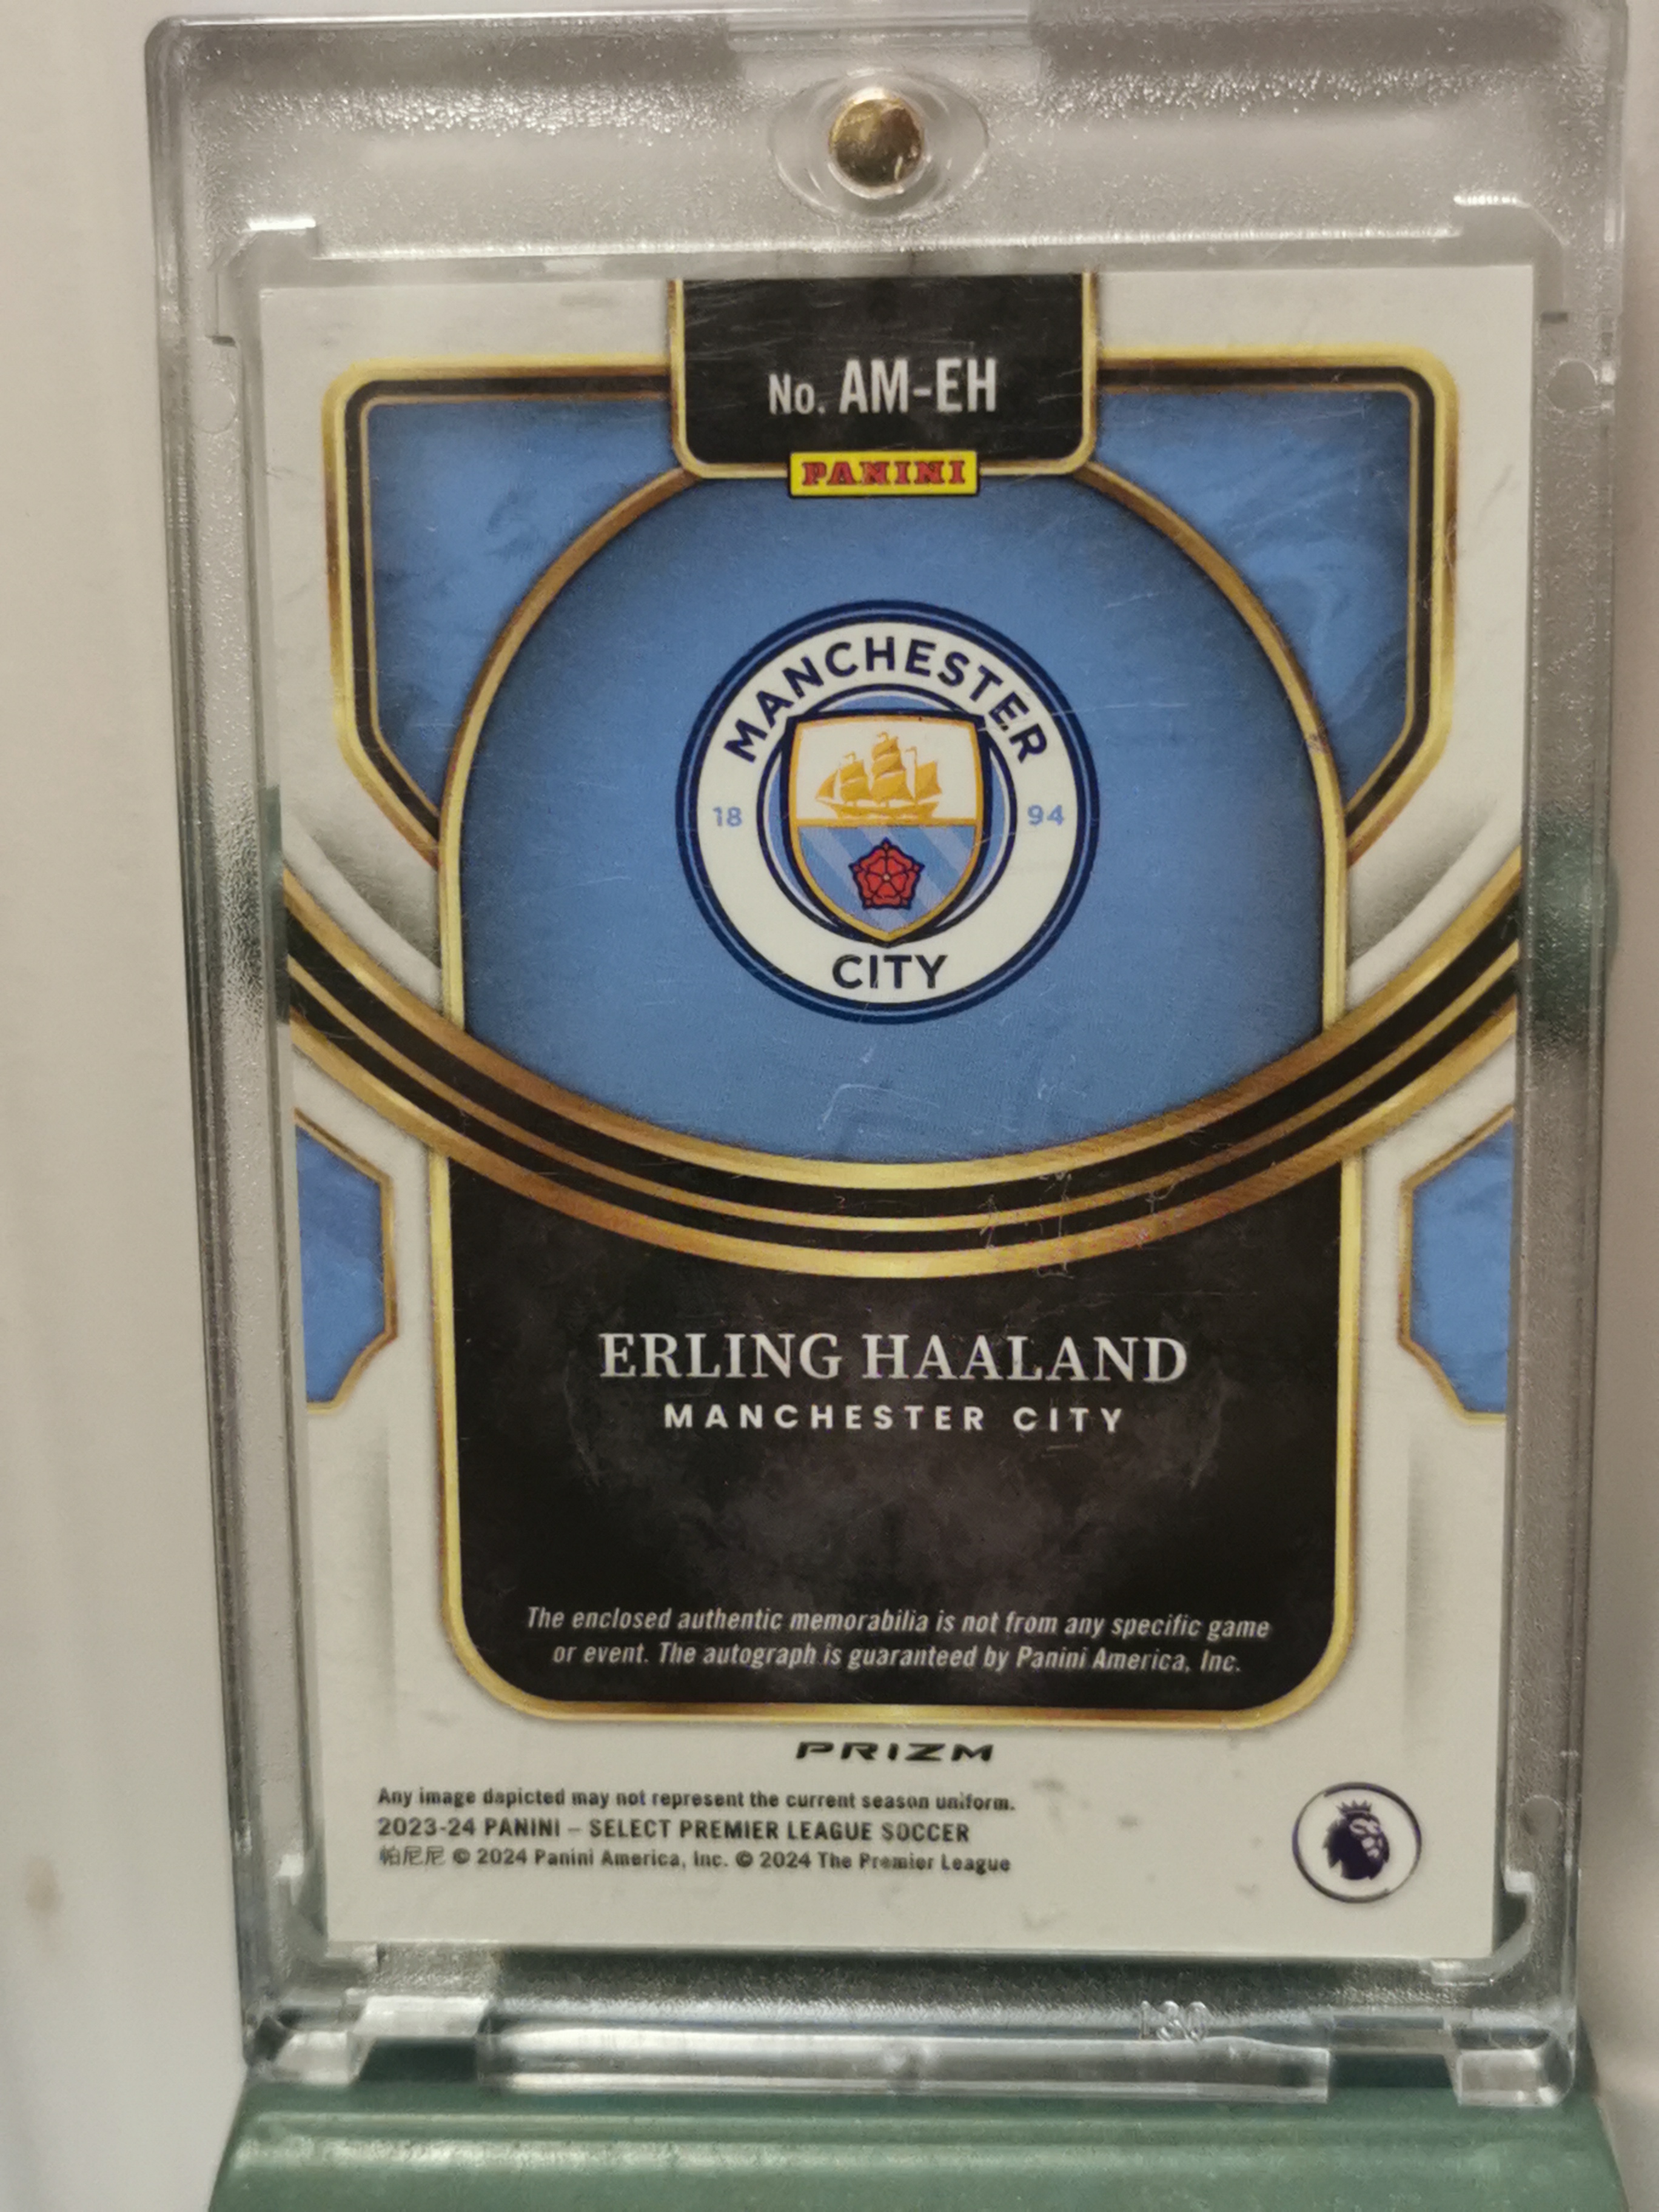 No. AM-EH
PANINI
MANCHESTER
18 94
CITY
ERLING HAALAND
MANCHESTER CITY
The enclosed authentic memorabilia is not from any specific game
or event. The autograph is guaranteed by Panini America, Inc.
PRIZM
Any image depicted may not represent the current season uniform.
2023-24 PANINI – SELECT PREMIER LEAGUE SOCCER
帕尼尼 © 2024 Panini America, Inc. © 2024 The Premier League
130